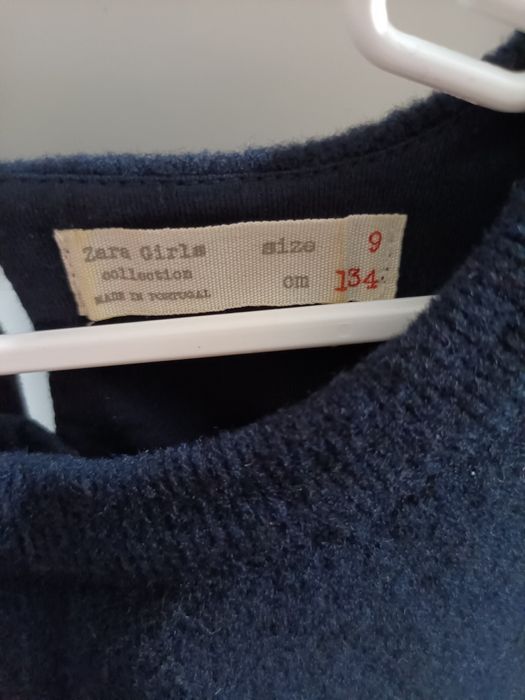 Zara Girls size 9
collection cm 134
MADE IN PORTUGAL